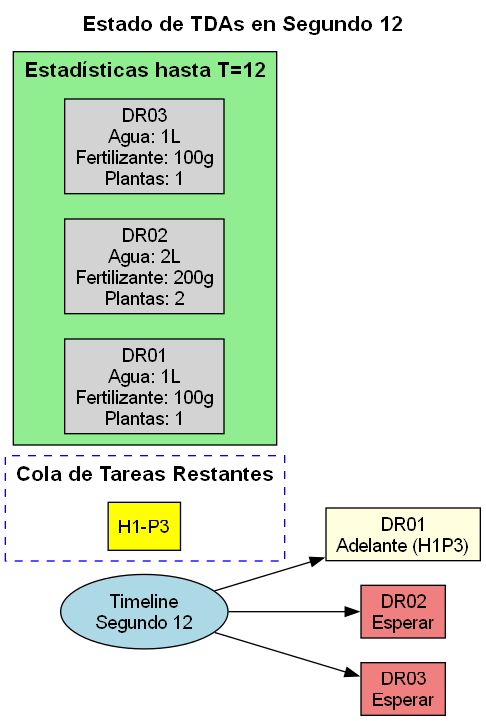 Estado de TDAs en Segundo 12
Estadísticas hasta T=12
DR03
Agua: 1L
Fertilizante: 100g
Plantas: 1
DR02
Agua: 2L
Fertilizante: 200g
Plantas: 2
DR01
Agua: 1L
Fertilizante: 100g
Plantas: 1
Cola de Tareas Restantes
H1-P3
Timeline
Segundo 12
DR01
Adelante (H1P3)
DR02
Esperar
DR03
Esperar